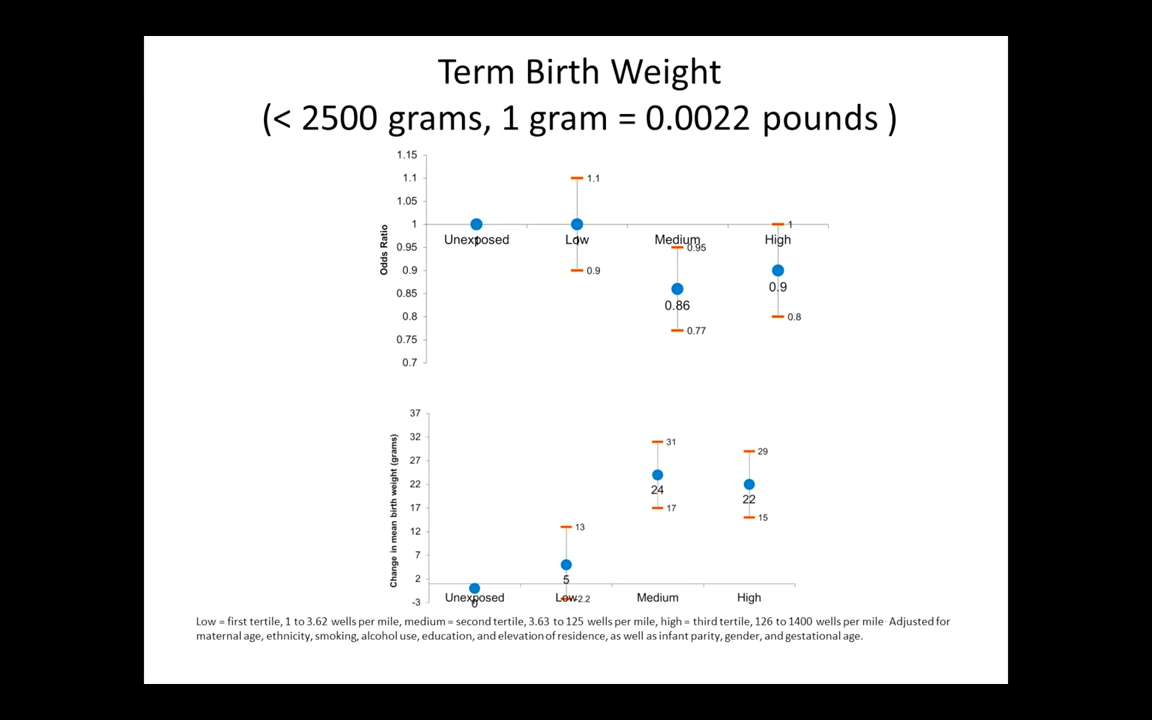 Term Birth Weight
(< 2500 grams, 1 gram = 0.0022 pounds )
1.15
1.1
1.05
1
0.95
0.9
0.85
0.8
0.75
0.7
Odds Ratio
Unexposed
Low
Medium
High
1
1
1.1
0.9
0.95
0.86
0.77
1
0.9
0.8
37
32
27
22
17
12
7
2
-3
Change in mean birth weight (grams)
Unexposed
Low
Medium
High
0
13
5
-2.2
31
24
17
29
22
15
Low = first tertile, 1 to 3.62 wells per mile, medium = second tertile, 3.63 to 125 wells per mile, high = third tertile, 126 to 1400 wells per mile Adjusted for
maternal age, ethnicity, smoking, alcohol use, education, and elevation of residence, as well as infant parity, gender, and gestational age.